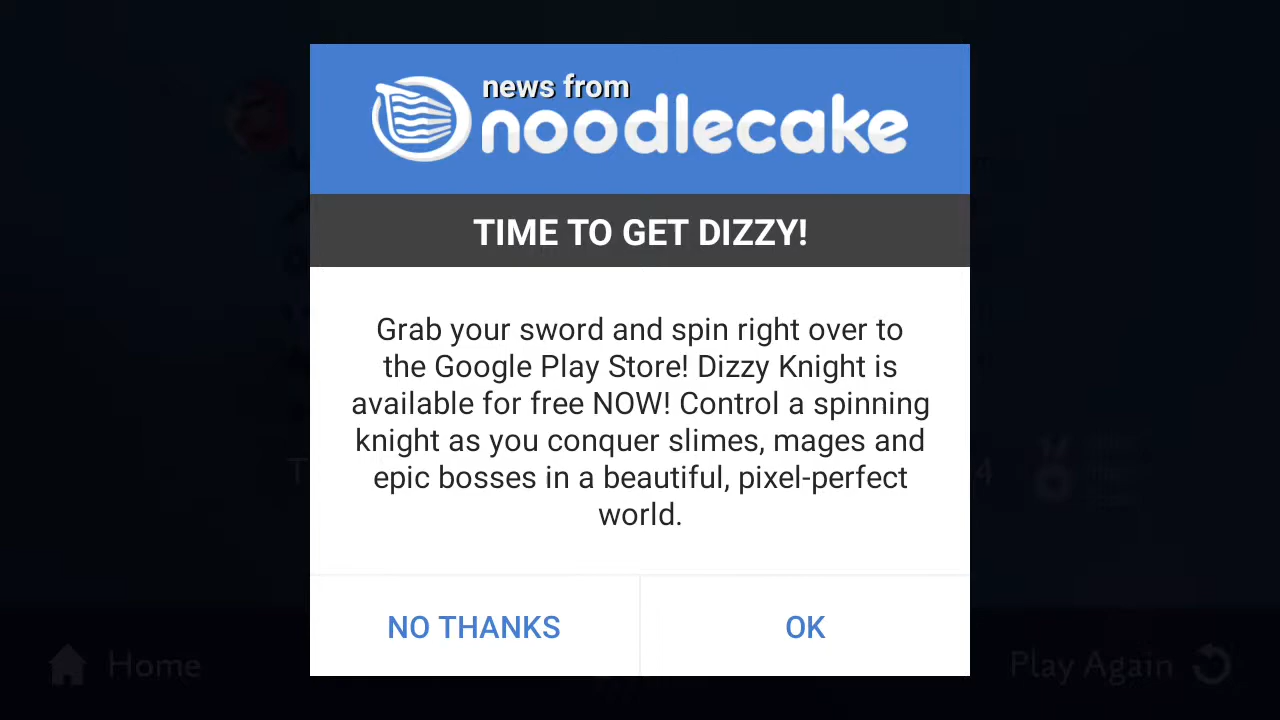 news from
noodlecake
TIME TO GET DIZZY!
Grab your sword and spin right over to
the Google Play Store! Dizzy Knight is
available for free NOW! Control a spinning
knight as you conquer slimes, mages and
epic bosses in a beautiful, pixel-perfect
world.
NO THANKS
OK
Home
Play Again